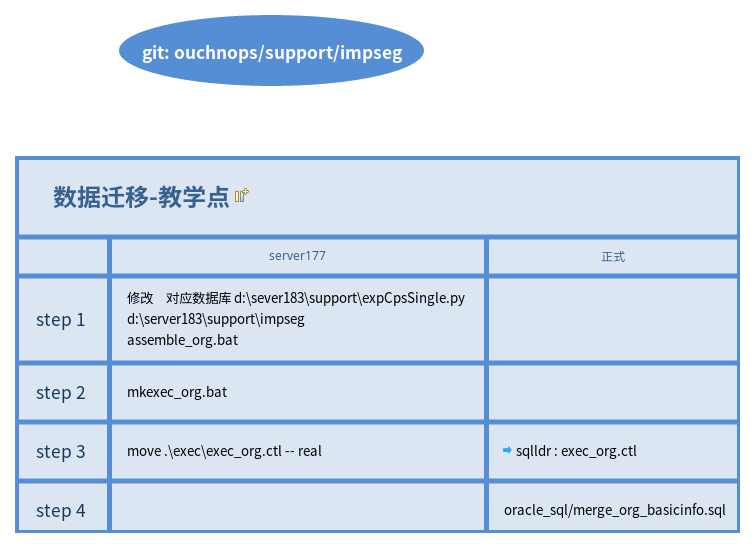 git: ouchnops/support/impseg
数据迁移-教学点
server177 正式
step 1
修改 对应数据库 d:\sever183\support\expCpsSingle.py
d:\server183\support\impseg
assemble_org.bat
step 2 mkexec_org.bat
step 3 move .\exec\exec_org.ctl -- real sqlldr : exec_org.ctl
step 4 oracle_sql/merge_org_basicinfo.sql